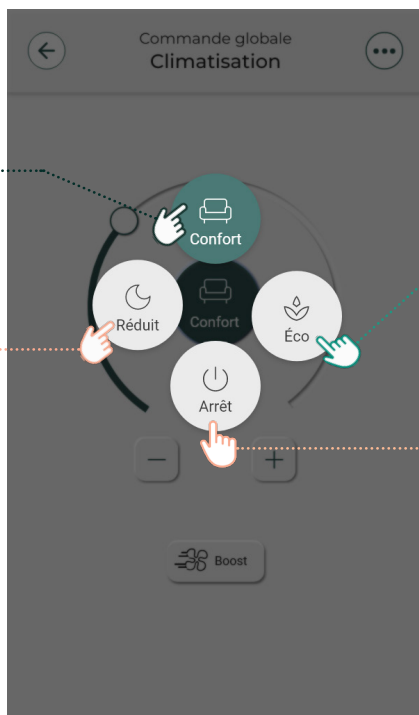 Commande globale
Climatisation
Confort
Réduit
Confort
Éco
Arrêt
Boost